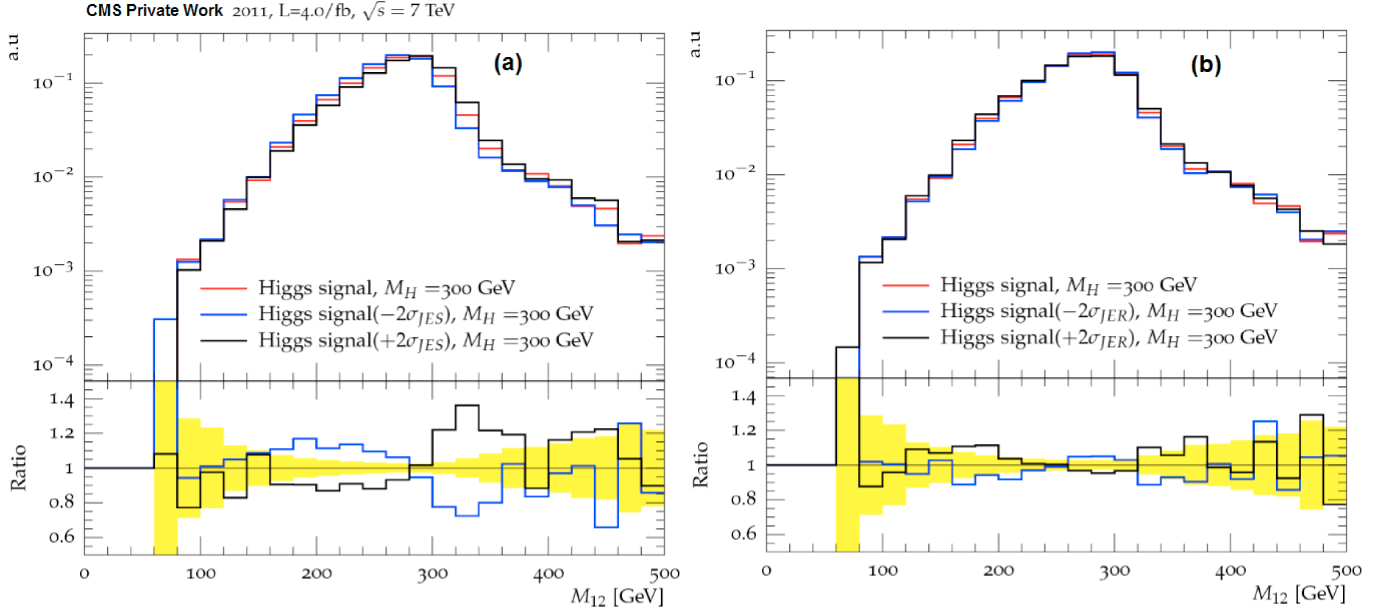 CMS Private Work 2011, L=4.0/fb, √s = 7 TeV
a.u
(a)
10⁻¹
10⁻²
10⁻³
10⁻⁴
Higgs signal, M_H =300 GeV
Higgs signal(−2σ_JES), M_H =300 GeV
Higgs signal(+2σ_JES), M_H =300 GeV
Ratio
1.4
1.2
1
0.8
0.6
0
100
200
300
400
500
M₁₂ [GeV]
a.u
(b)
10⁻¹
10⁻²
10⁻³
10⁻⁴
Higgs signal, M_H =300 GeV
Higgs signal(−2σ_JER), M_H =300 GeV
Higgs signal(+2σ_JER), M_H =300 GeV
Ratio
1.4
1.2
1
0.8
0.6
0
100
200
300
400
500
M₁₂ [GeV]